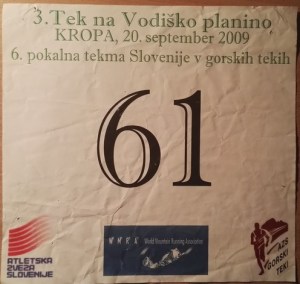 3.Tek na Vodiško planino
KROPA, 20. september 2009
6. pokalna tekma Slovenije v gorskih tekih
61
ATLETSKA
ZVEZA
SLOVENIJE
W M R A
World Mountain Running Association
AZS
GORSKI
TEKI